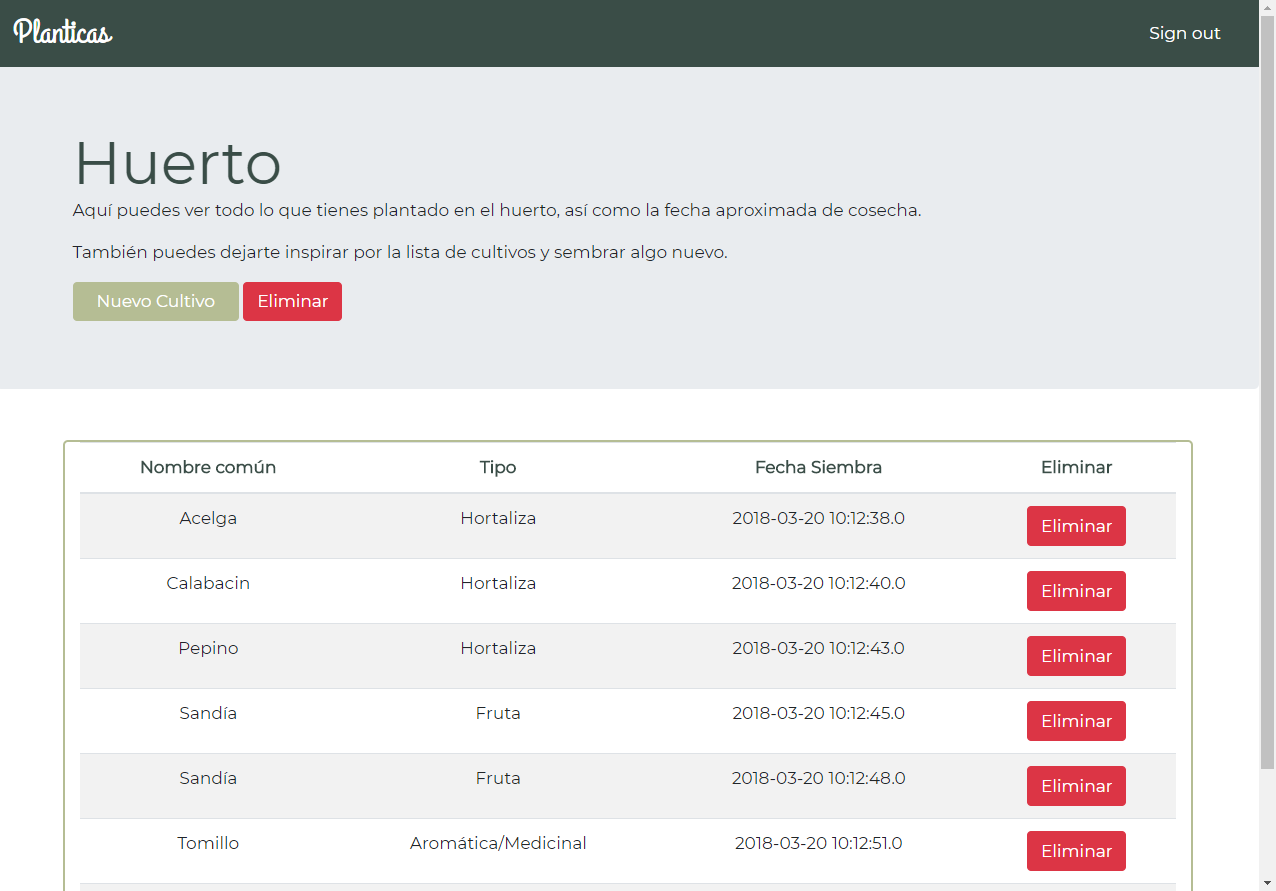 Planticas
Sign out
Huerto
Aquí puedes ver todo lo que tienes plantado en el huerto, así como la fecha aproximada de cosecha.
También puedes dejarte inspirar por la lista de cultivos y sembrar algo nuevo.
Nuevo Cultivo Eliminar
Nombre común Tipo Fecha Siembra Eliminar
Acelga Hortaliza 2018-03-20 10:12:38.0 Eliminar
Calabacin Hortaliza 2018-03-20 10:12:40.0 Eliminar
Pepino Hortaliza 2018-03-20 10:12:43.0 Eliminar
Sandía Fruta 2018-03-20 10:12:45.0 Eliminar
Sandía Fruta 2018-03-20 10:12:48.0 Eliminar
Tomillo Aromática/Medicinal 2018-03-20 10:12:51.0 Eliminar